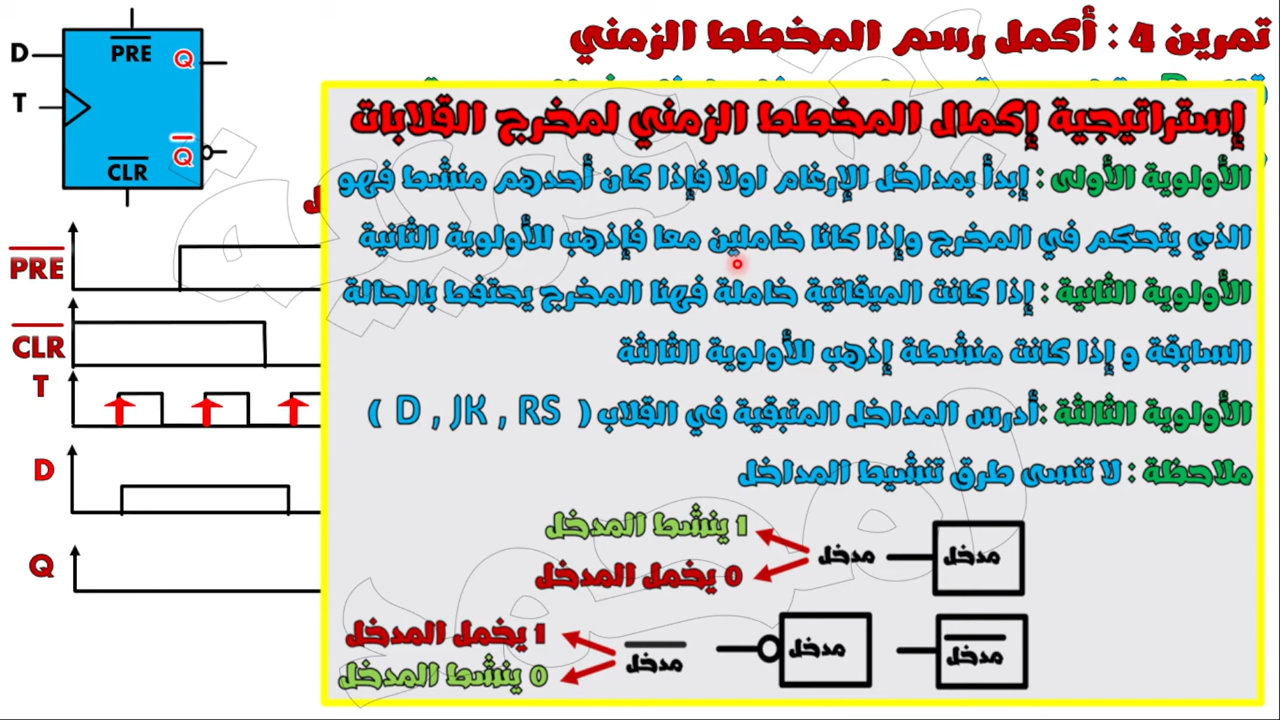 تمرين 4 : أكمل رسم المخطط الزمني
PRE
D
Q
T
Q
CLR
إستراتيجية إكمال المخطط الزمني لمخرج القلابات
الأولوية الأولى : إبدأ بمداخل الإرغام اولا فإذا كان أحدهم منشط فهو
الذي يتحكم في المخرج وإذا كانا خاملين معا فإذهب للأولوية الثانية
الأولوية الثانية : إذا كانت الميقاتية خاملة فهنا المخرج يحتفط بالحالة
السابقة و إذا كانت منشطة إذهب للأولوية الثالثة
الأولوية الثالثة :أدرس المداخل المتبقية في القلاب ( D , JK , RS )
ملاحظة : لا تنسى طرق تنشيط المداخل
1 ينشط المدخل
0 يخمل المدخل
مدخل
مدخل
1 يخمل المدخل
0 ينشط المدخل
مدخل
مدخل
مدخل
PRE
CLR
T
D
Q